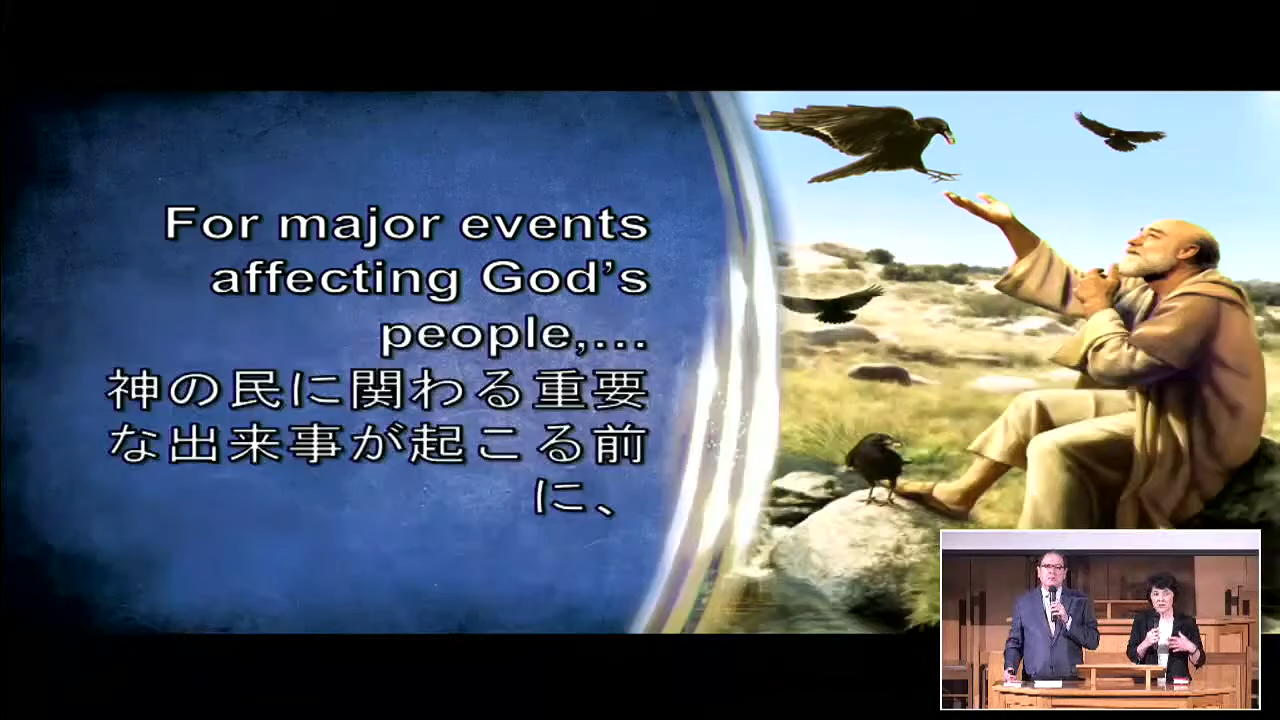 For major events
affecting God’s
people,...
神の民に関わる重要
な出来事が起こる前
に、